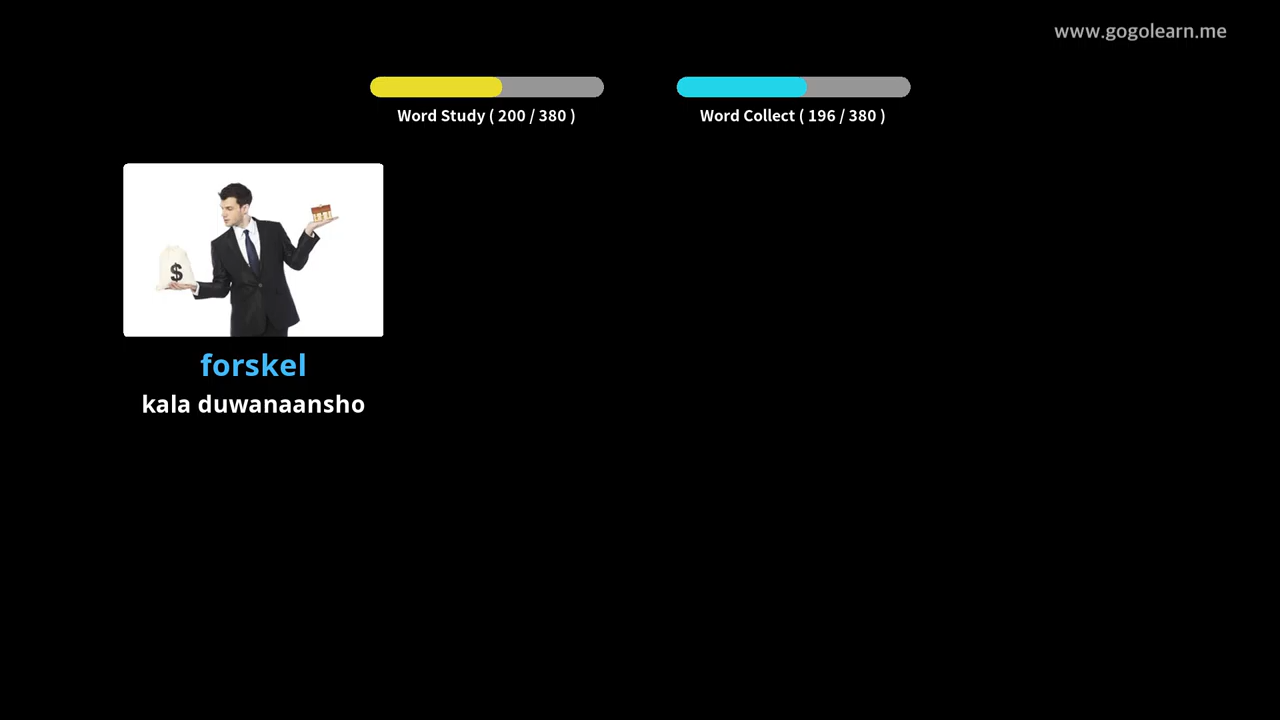 www.gogolearn.me
Word Study ( 200 / 380 )
Word Collect ( 196 / 380 )
$
forskel
kala duwanaansho